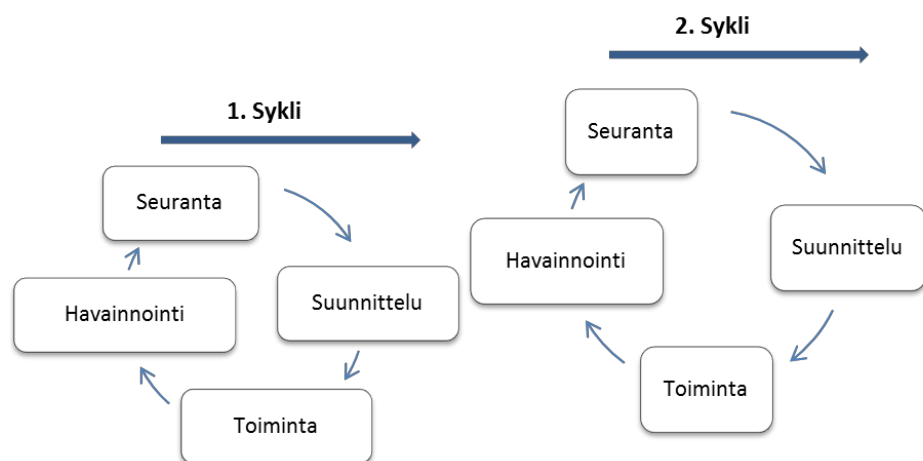 1. Sykli
Seuranta
Suunnittelu
Toiminta
Havainnointi
2. Sykli
Seuranta
Suunnittelu
Toiminta
Havainnointi